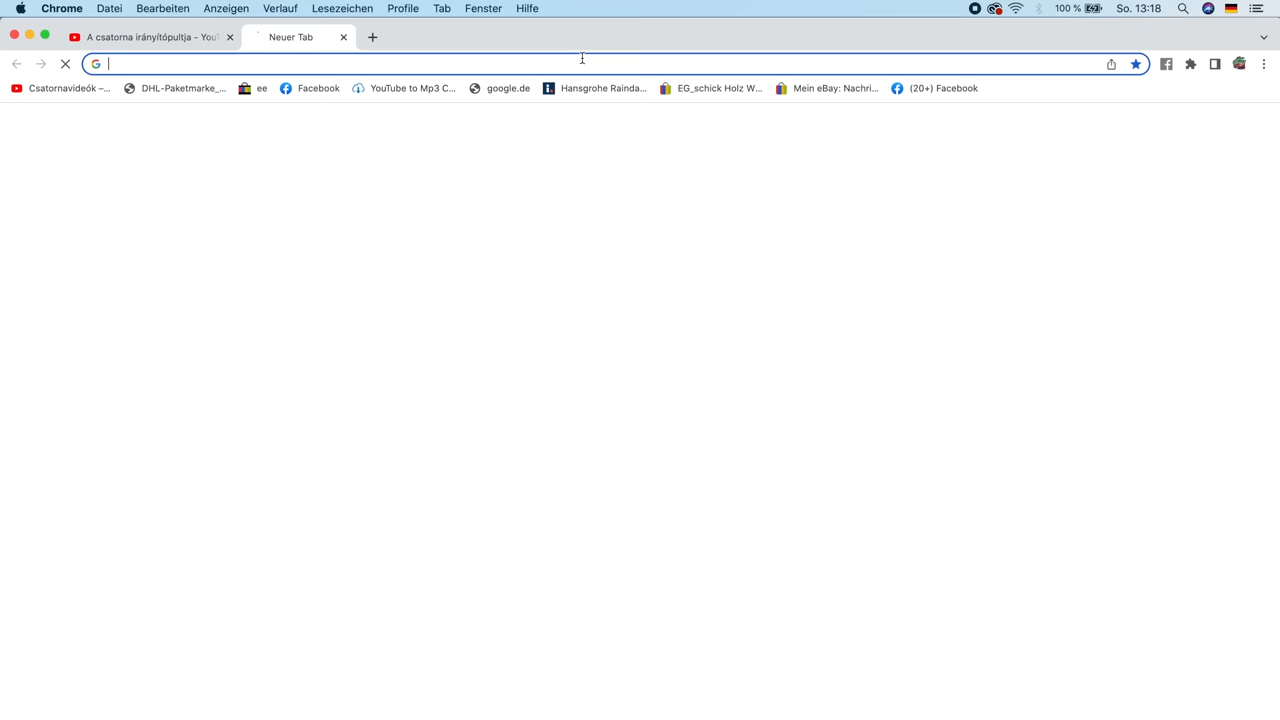 Chrome Datei Bearbeiten Anzeigen Verlauf Lesezeichen Profile Tab Fenster Hilfe 100 % So. 13:18
A csatorna irányítópultja - You Neuer Tab
Csatornavideók –... DHL-Paketmarke_... ee Facebook YouTube to Mp3 C... google.de Hansgrohe Rainda... EG_schick Holz W... Mein eBay: Nachri... (20+) Facebook